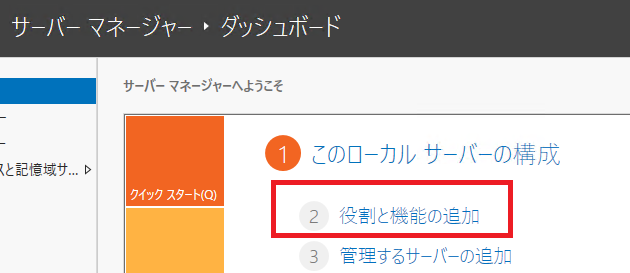 サーバー マネージャー ‣ ダッシュボード
サーバー マネージャーへようこそ
スと記憶域サ...
クイック スタート(Q)
1 このローカル サーバーの構成
2 役割と機能の追加
3 管理するサーバーの追加